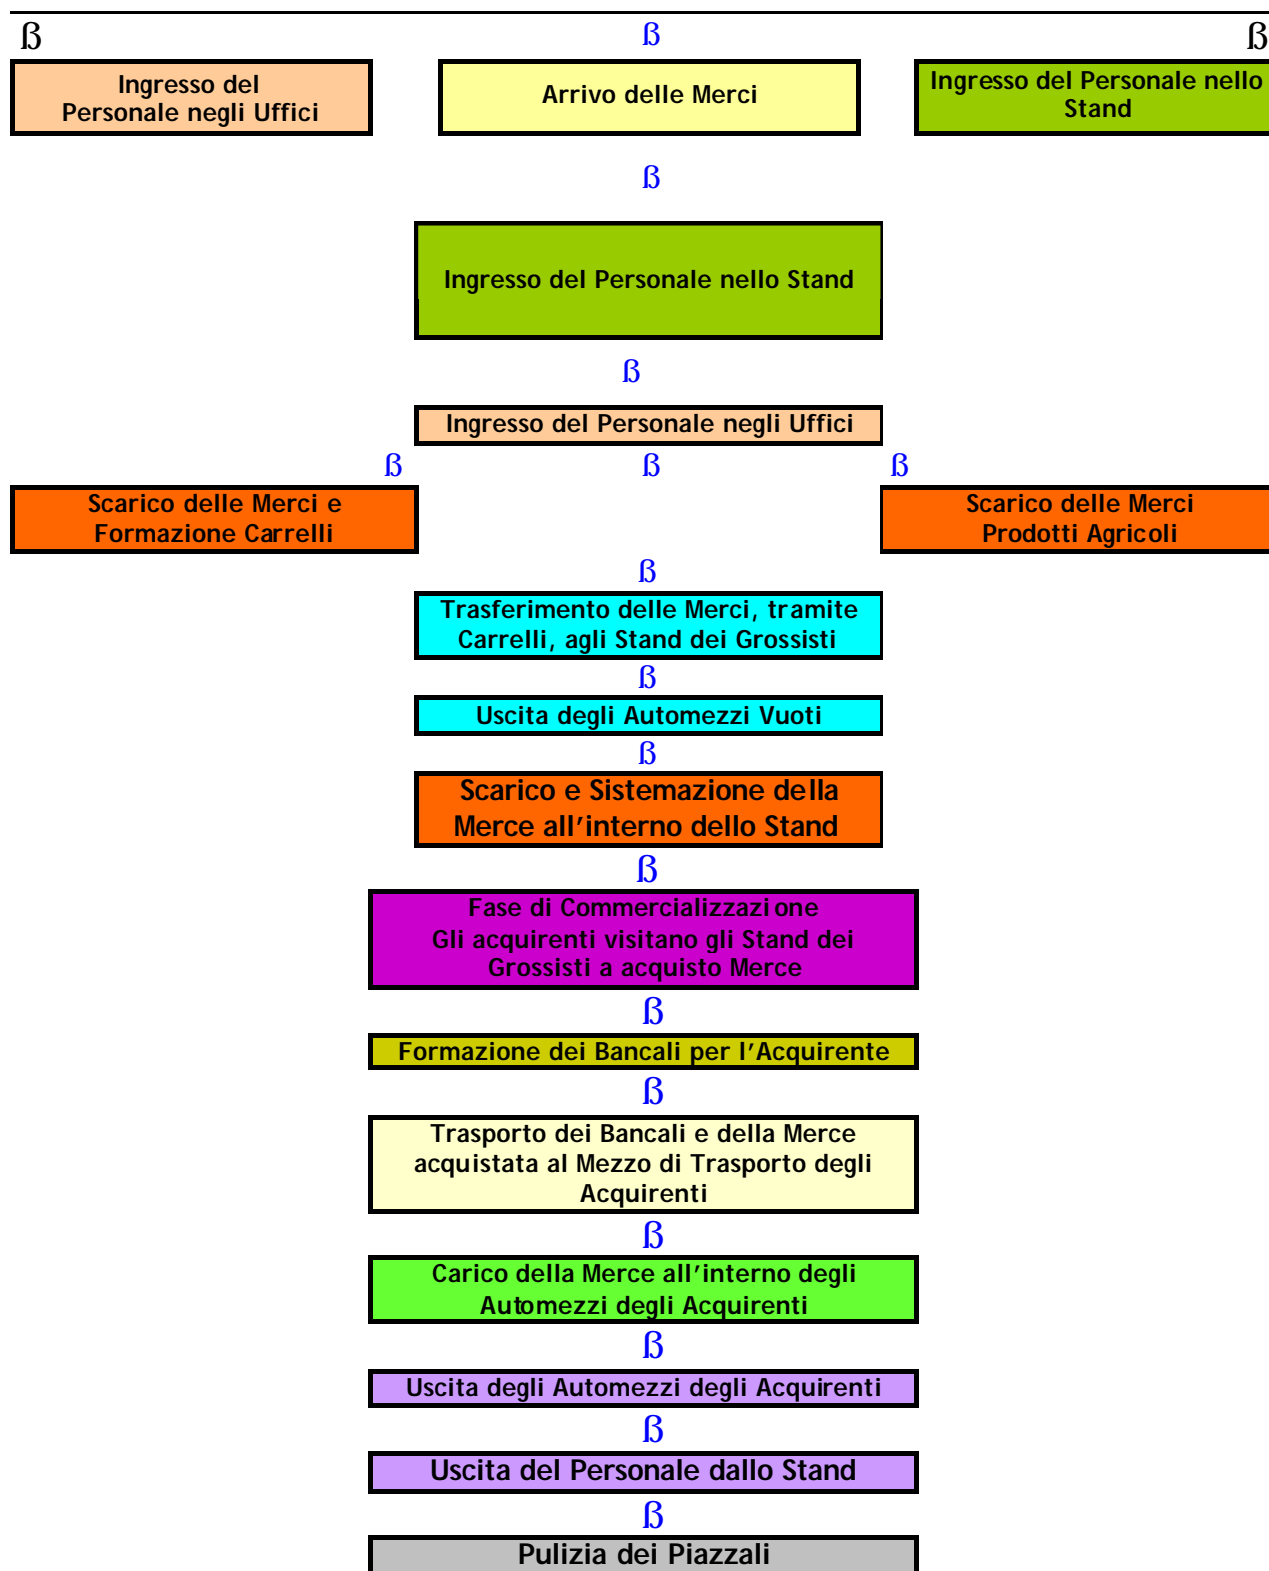 ß ß ß
Ingresso del
Personale negli Uffici
Arrivo delle Merci
Ingresso del Personale nello
Stand
ß
Ingresso del Personale nello Stand
ß
Ingresso del Personale negli Uffici
ß ß ß
Scarico delle Merci e
Formazione Carrelli
Scarico delle Merci
Prodotti Agricoli
ß
Trasferimento delle Merci, tramite
Carrelli, agli Stand dei Grossisti
ß
Uscita degli Automezzi Vuoti
ß
Scarico e Sistemazione della
Merce all'interno dello Stand
ß
Fase di Commercializzazione
Gli acquirenti visitano gli Stand dei
Grossisti a acquisto Merce
ß
Formazione dei Bancali per l'Acquirente
ß
Trasporto dei Bancali e della Merce
acquistata al Mezzo di Trasporto degli
Acquirenti
ß
Carico della Merce all'interno degli
Automezzi degli Acquirenti
ß
Uscita degli Automezzi degli Acquirenti
ß
Uscita del Personale dallo Stand
ß
Pulizia dei Piazzali